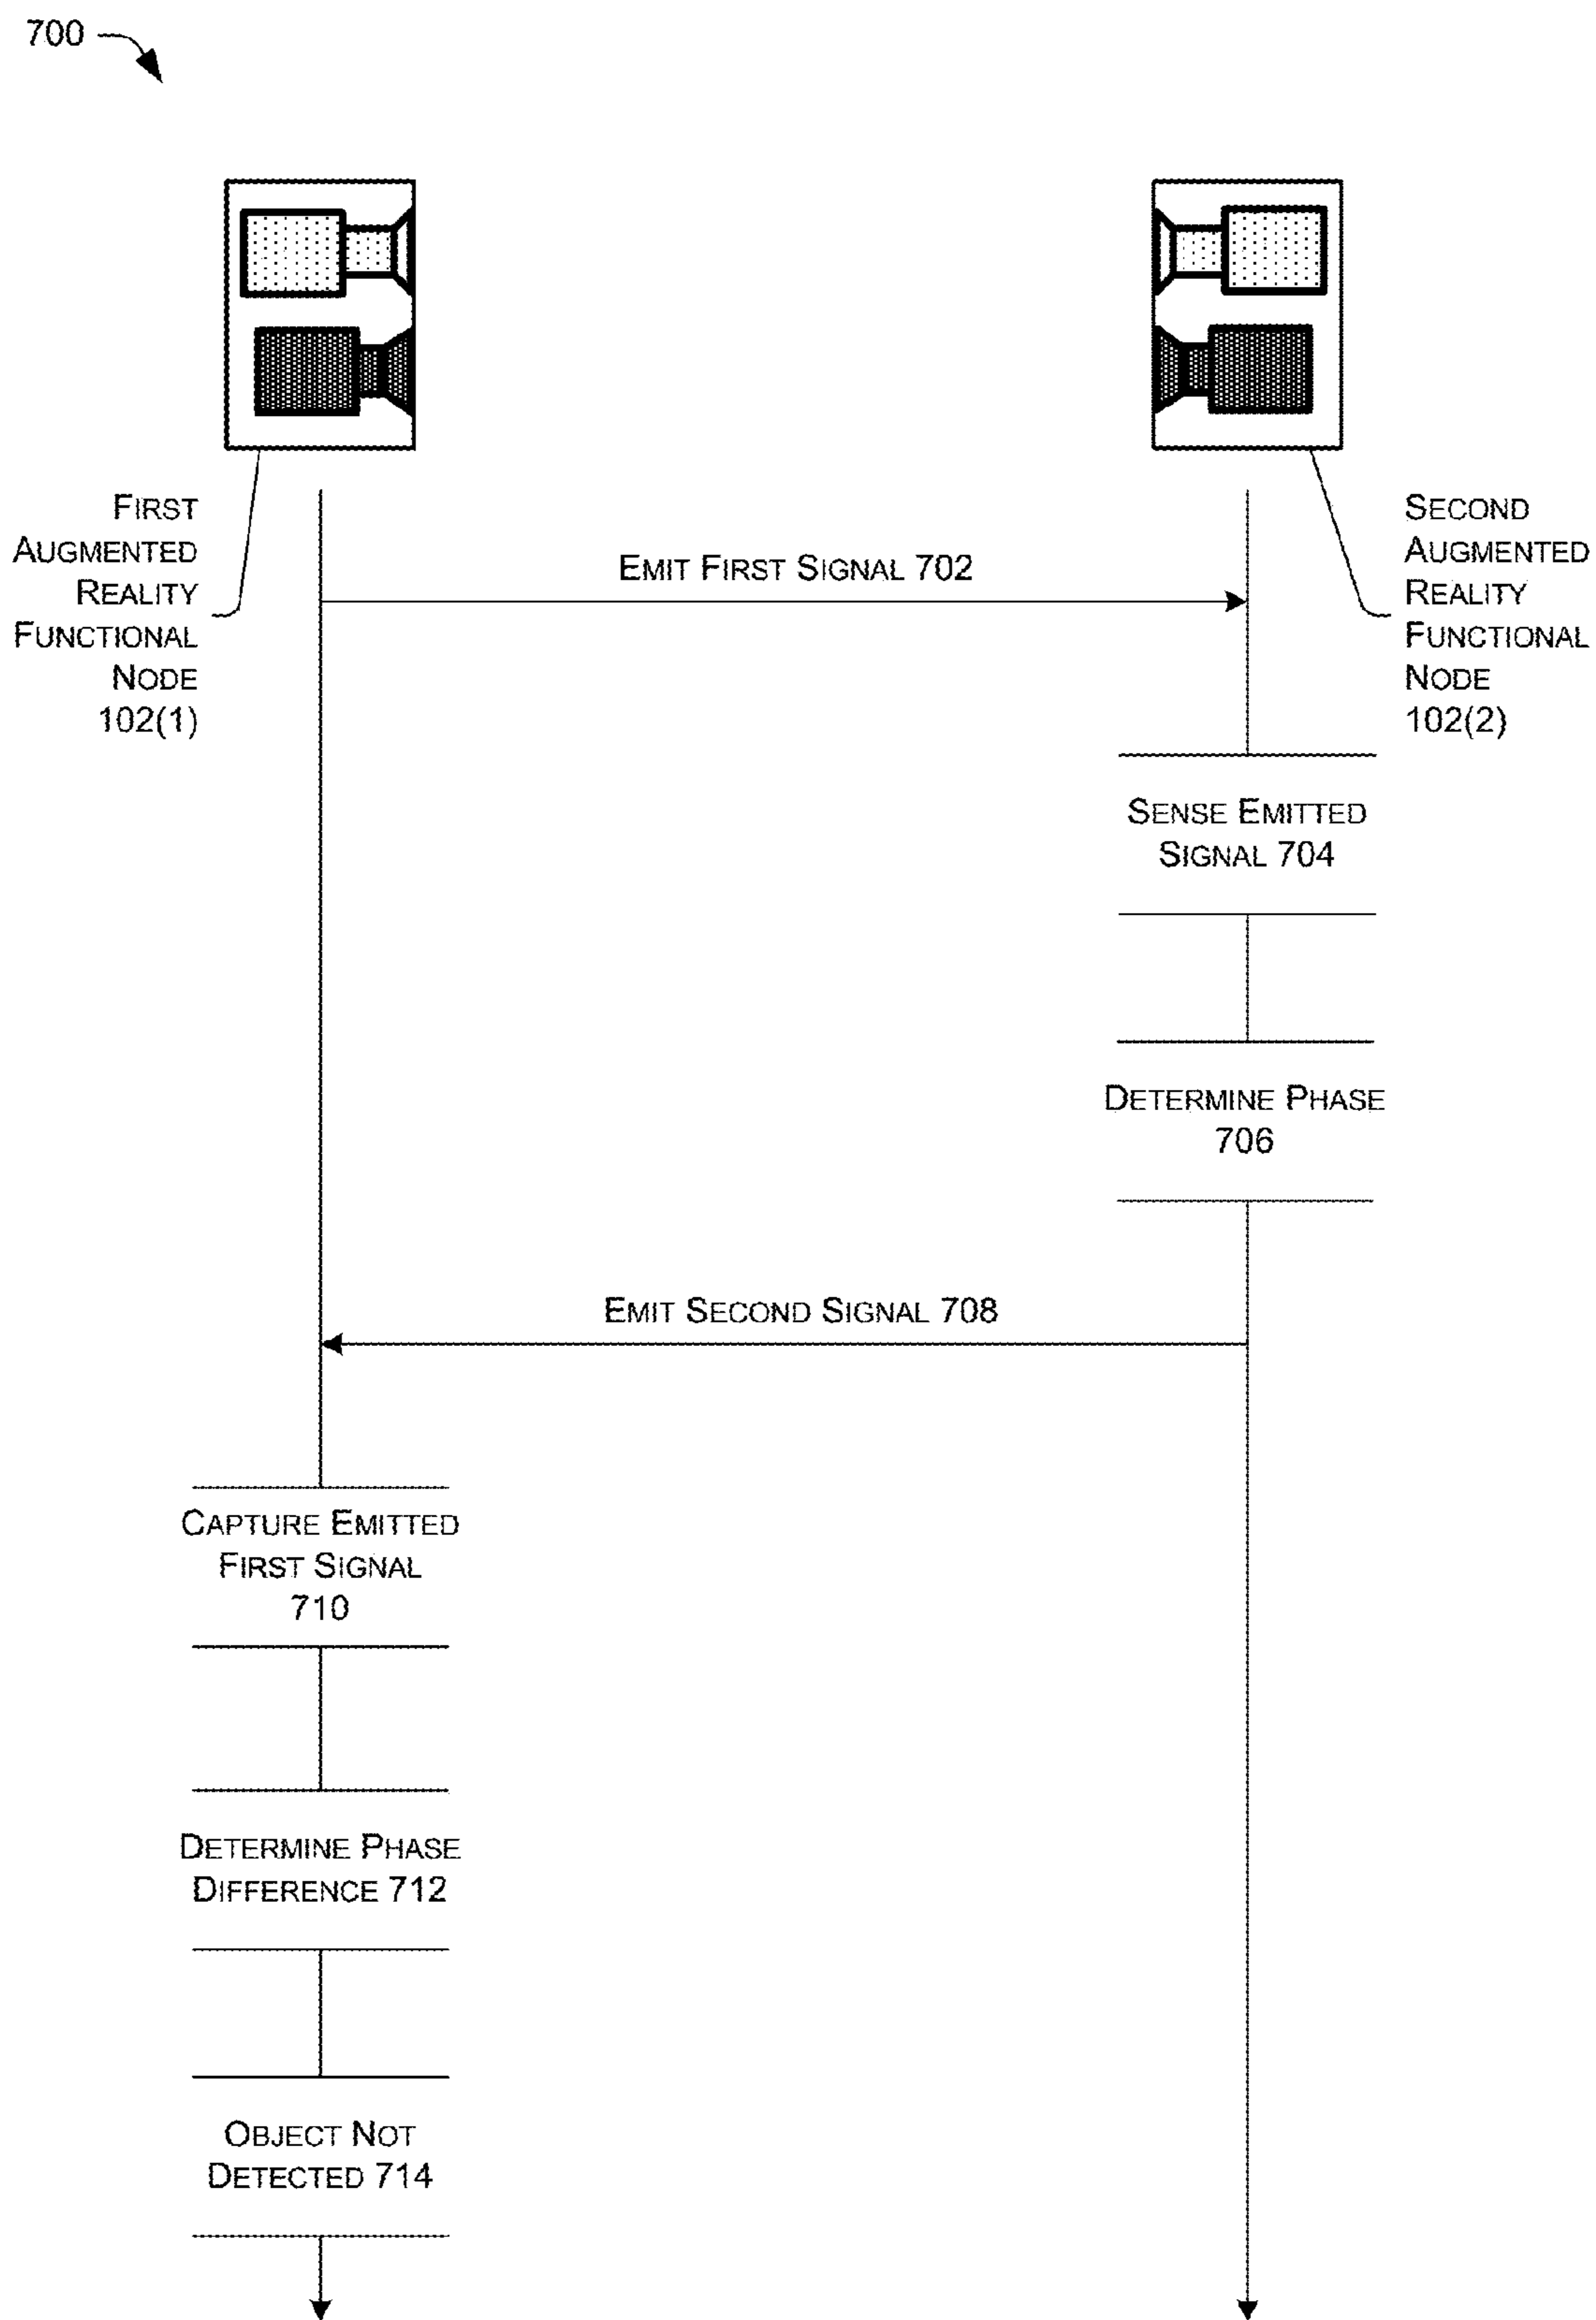 700
FIRST
AUGMENTED
REALITY
FUNCTIONAL
NODE
102(1)
SECOND
AUGMENTED
REALITY
FUNCTIONAL
NODE
102(2)
EMIT FIRST SIGNAL 702
SENSE EMITTED
SIGNAL 704
DETERMINE PHASE
706
EMIT SECOND SIGNAL 708
CAPTURE EMITTED
FIRST SIGNAL
710
DETERMINE PHASE
DIFFERENCE 712
OBJECT NOT
DETECTED 714